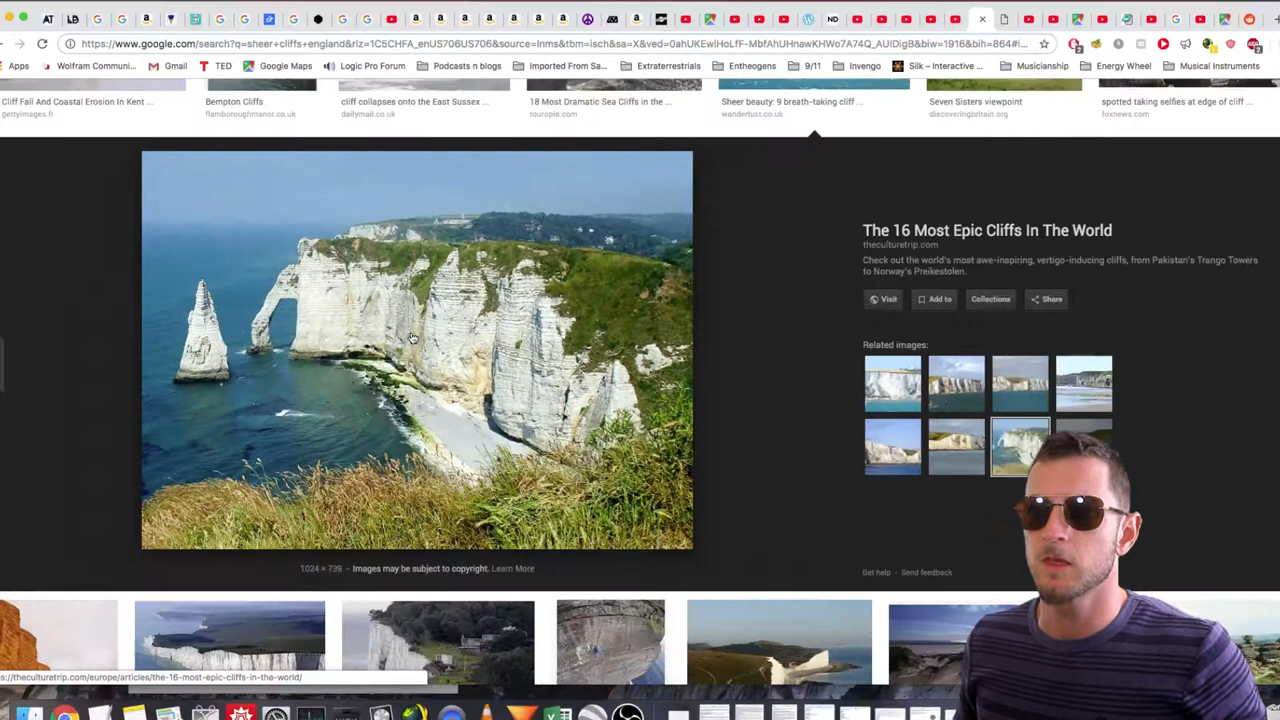 AT LB G G G G G G ND G G
https://www.google.com/search?q=sheer+cliffs+england&rlz=1C5CHFA_enUS706US706&source=lnms&tbm=isch&sa=X&ved=0ahUKEwiHoLfF-MbfAhUHnawKHWo7A74Q_AUIDigB&biw=1916&bih=864#i...
Apps Wolfram Communi... Gmail TED Google Maps Logic Pro Forum Podcasts n blogs Imported From Sa... Extraterrestrials Entheogens 9/11 Invengo Silk – Interactive ... Musicianship Energy Wheel Musical Instruments
Cliff Fall And Coastal Erosion In Kent ... Bempton Cliffs cliff collapses onto the East Sussex ... 18 Most Dramatic Sea Cliffs in the ... Sheer beauty: 9 breath-taking cliff ... Seven Sisters viewpoint spotted taking selfies at edge of cliff ...
gettyimages.fr flamboroughmanor.co.uk dailymail.co.uk touropia.com wanderlust.co.uk discoveringbritain.org foxnews.com
The 16 Most Epic Cliffs In The World
theculturetrip.com
Check out the world's most awe-inspiring, vertigo-inducing cliffs, from Pakistan's Trango Towers
to Norway's Preikestolen.
Visit Add to Collections Share
Related images:
1024 × 739 - Images may be subject to copyright. Learn More
Get help - Send feedback
s://theculturetrip.com/europe/articles/the-16-most-epic-cliffs-in-the-world/